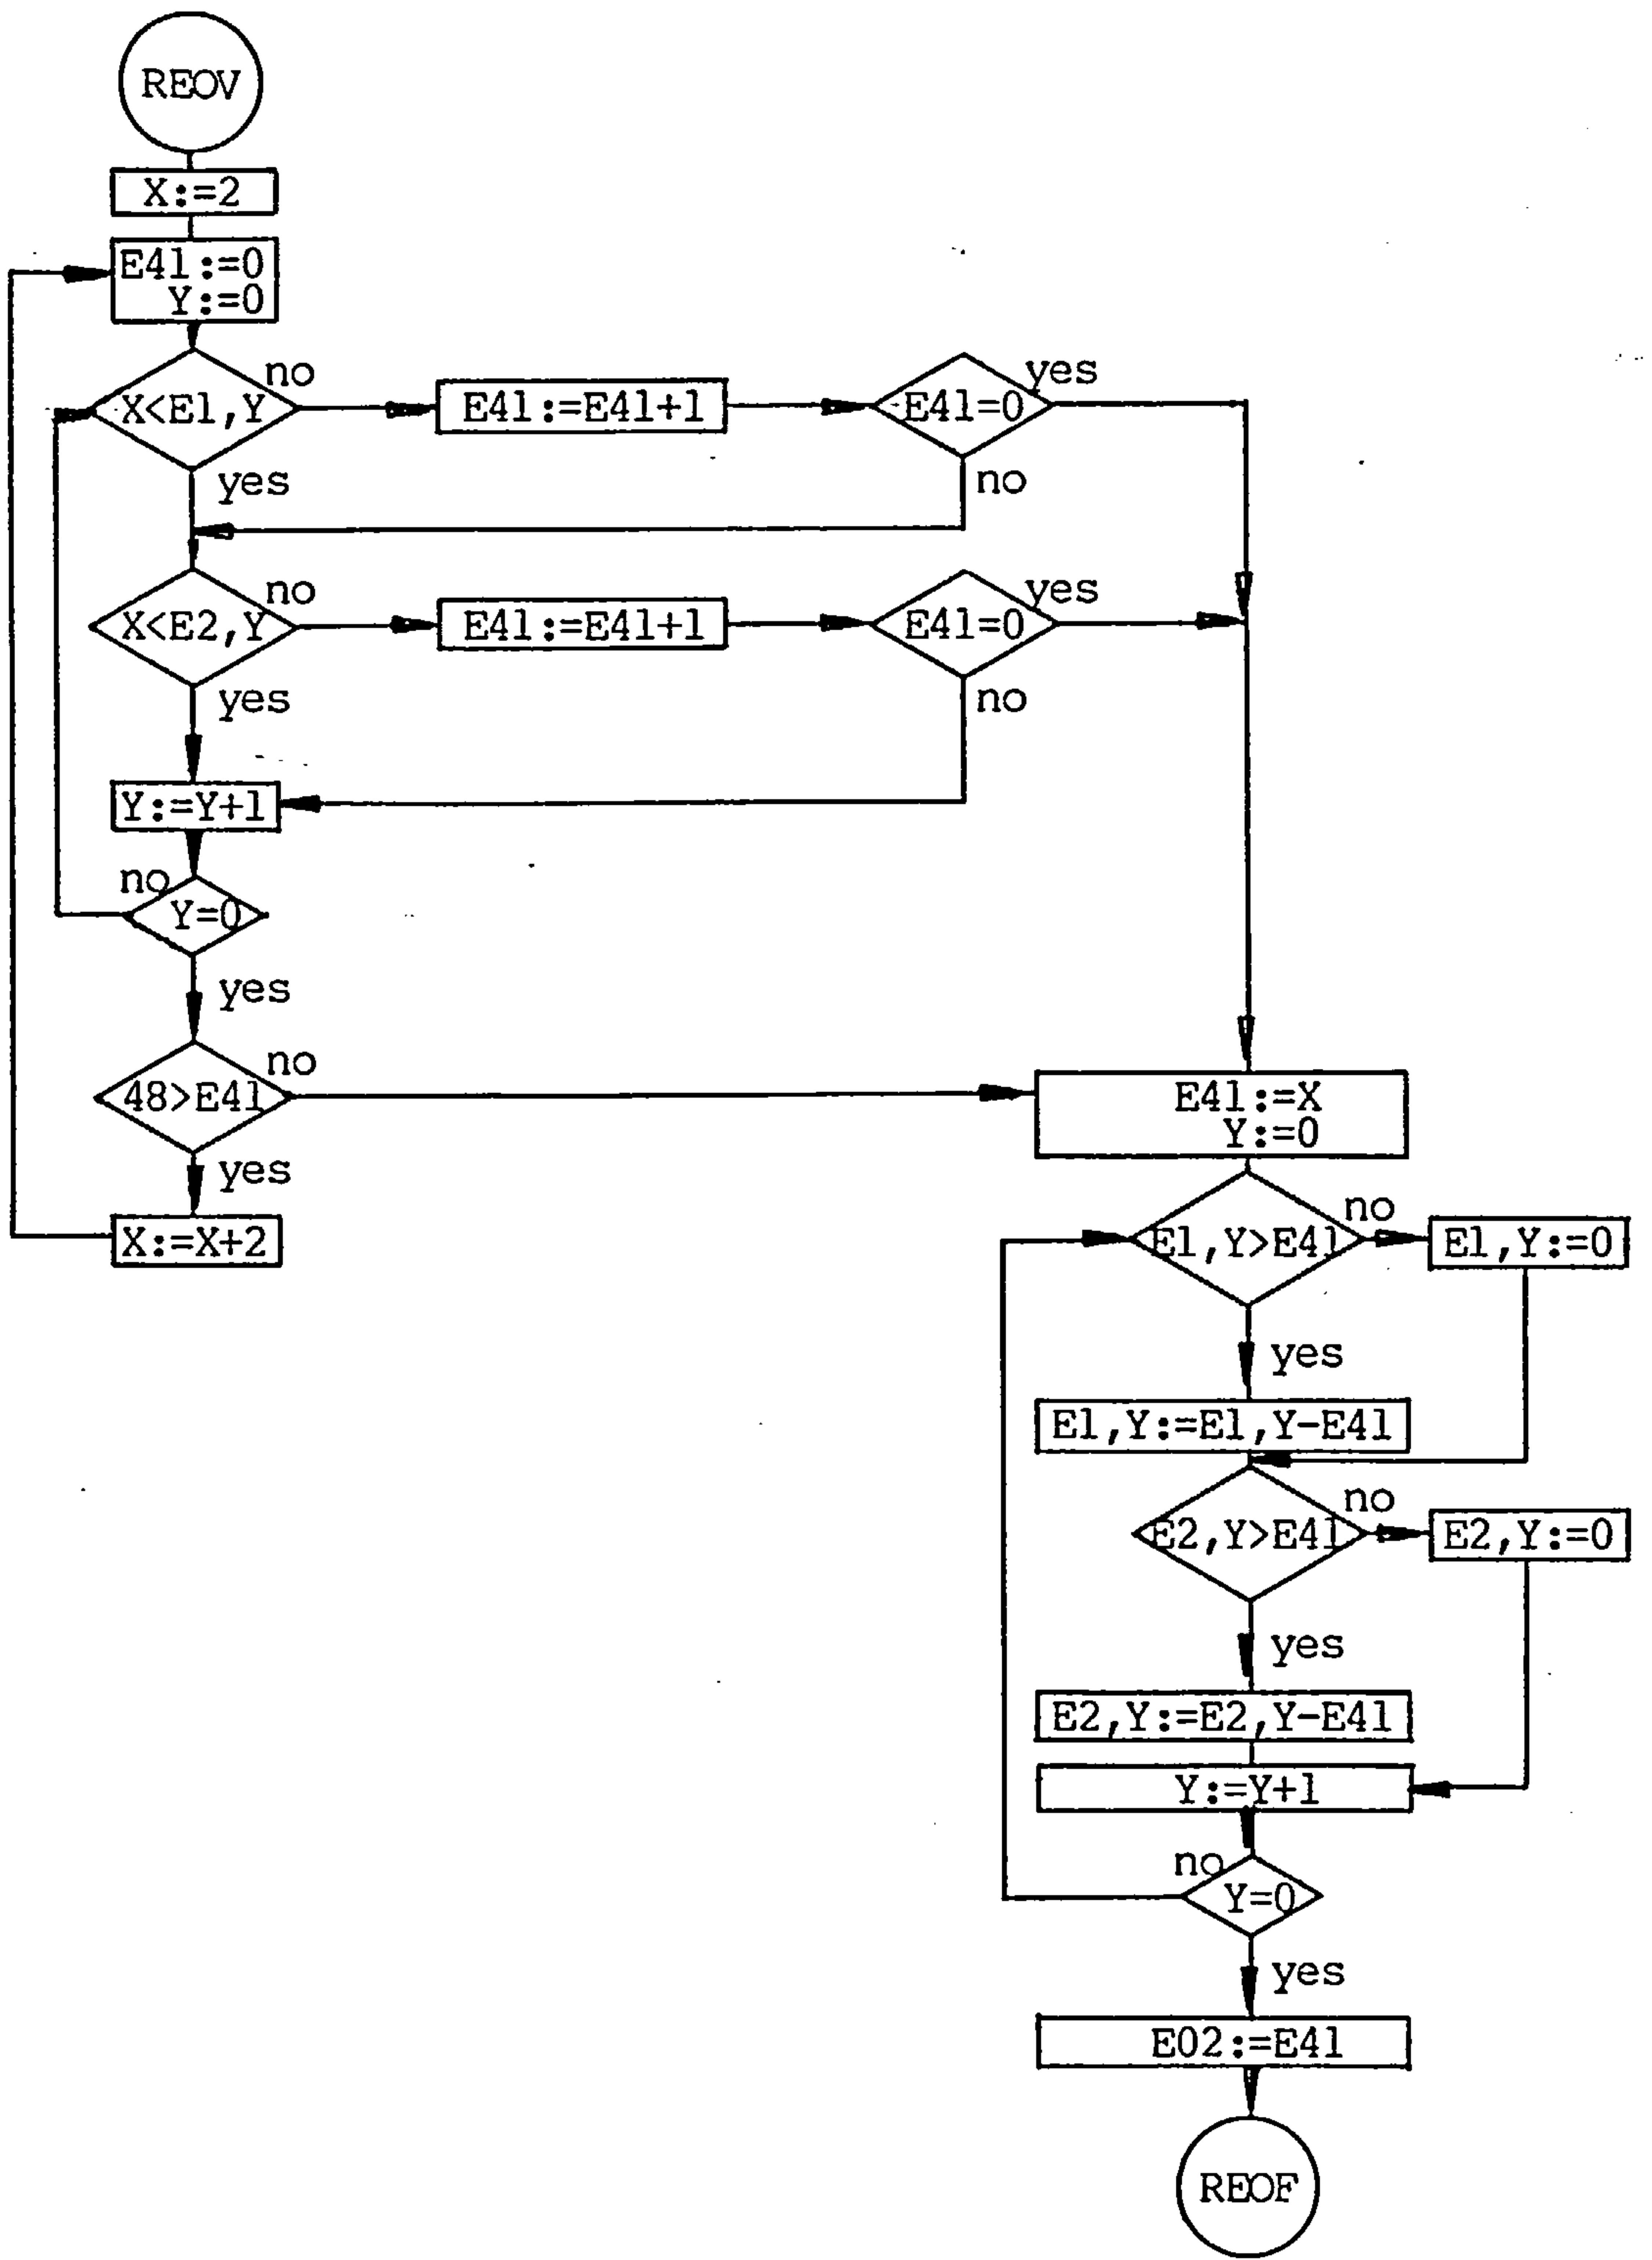 REOV
X:=2
E41:=0
Y:=0
X<E1,Y
no
E41:=E41+1
E41=0
yes
yes
no
X<E2,Y
no
E41:=E41+1
E41=0
yes
yes
no
Y:=Y+1
no
Y=0
yes
48>E41
no
yes
X:=X+2
E41:=X
Y:=0
E1,Y>E41
no
E1,Y:=0
yes
E1,Y:=E1,Y-E41
E2,Y>E41
no
E2,Y:=0
yes
E2,Y:=E2,Y-E41
Y:=Y+1
no
Y=0
yes
E02:=E41
REOF